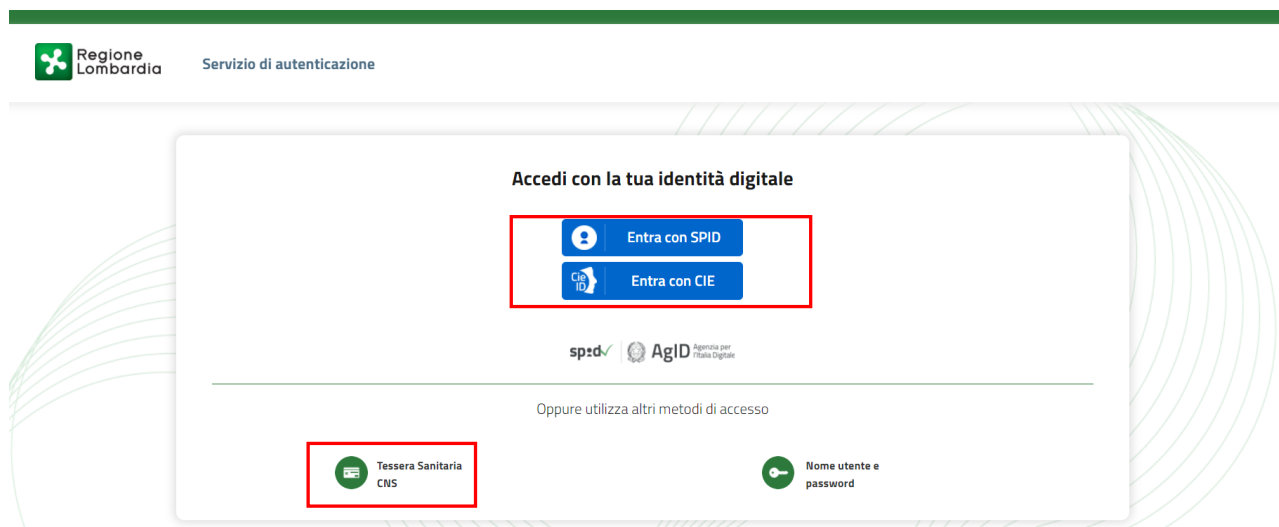 Regione
Lombardia
Servizio di autenticazione
Accedi con la tua identità digitale
Entra con SPID
Cie
ID
Entra con CIE
spid
AgID
Agenzia per
l'Italia Digitale
Oppure utilizza altri metodi di accesso
Tessera Sanitaria
CNS
Nome utente e
password